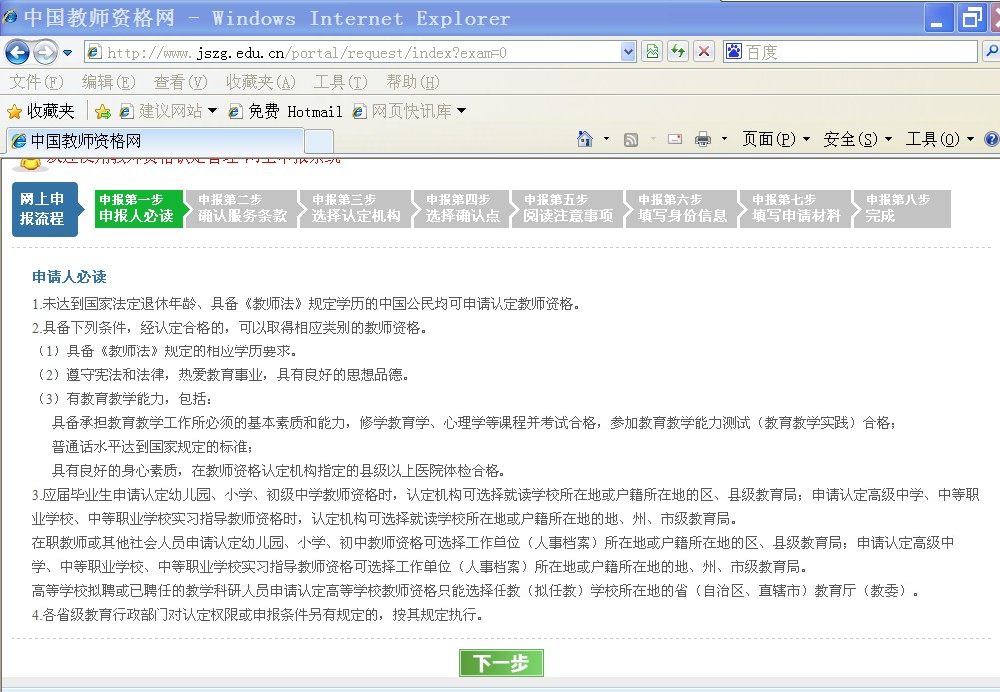 中国教师资格网 - Windows Internet Explorer
http://www.jszg.edu.cn/portal/request/index?exam=0
百度
文件(F) 编辑(E) 查看(V) 收藏夹(A) 工具(T) 帮助(H)
收藏夹 建议网站 免费 Hotmail 网页快讯库
中国教师资格网 页面(P) 安全(S) 工具(O)
网上申报流程
申报第一步 申报第二步 申报第三步 申报第四步 申报第五步 申报第六步 申报第七步 申报第八步
申报人必读 确认服务条款 选择认定机构 选择确认点 阅读注意事项 填写身份信息 填写申请材料 完成
申请人必读
1.未达到国家法定退休年龄、具备《教师法》规定学历的中国公民均可申请认定教师资格。
2.具备下列条件，经认定合格的，可以取得相应类别的教师资格。
（1）具备《教师法》规定的相应学历要求。
（2）遵守宪法和法律，热爱教育事业，具有良好的思想品德。
（3）有教育教学能力，包括：
具备承担教育教学工作所必须的基本素质和能力，修学教育学、心理学等课程并考试合格，参加教育教学能力测试（教育教学实践）合格；
普通话水平达到国家规定的标准；
具有良好的身心素质，在教师资格认定机构指定的县级以上医院体检合格。
3.应届毕业生申请认定幼儿园、小学、初级中学教师资格时，认定机构可选择就读学校所在地或户籍所在地的区、县级教育局；申请认定高级中学、中等职
业学校、中等职业学校实习指导教师资格时，认定机构可选择就读学校所在地或户籍所在地的地、州、市级教育局。
在职教师或其他社会人员申请认定幼儿园、小学、初中教师资格可选择工作单位（人事档案）所在地或户籍所在地的区、县级教育局；申请认定高级中
学、中等职业学校、中等职业学校实习指导教师资格可选择工作单位（人事档案）所在地或户籍所在地的地、州、市级教育局。
高等学校拟聘或已聘任的教学科研人员申请认定高等学校教师资格只能选择任教（拟任教）学校所在地的省（自治区、直辖市）教育厅（教委）。
4.各省级教育行政部门对认定权限或申报条件另有规定的，按其规定执行。
下一步